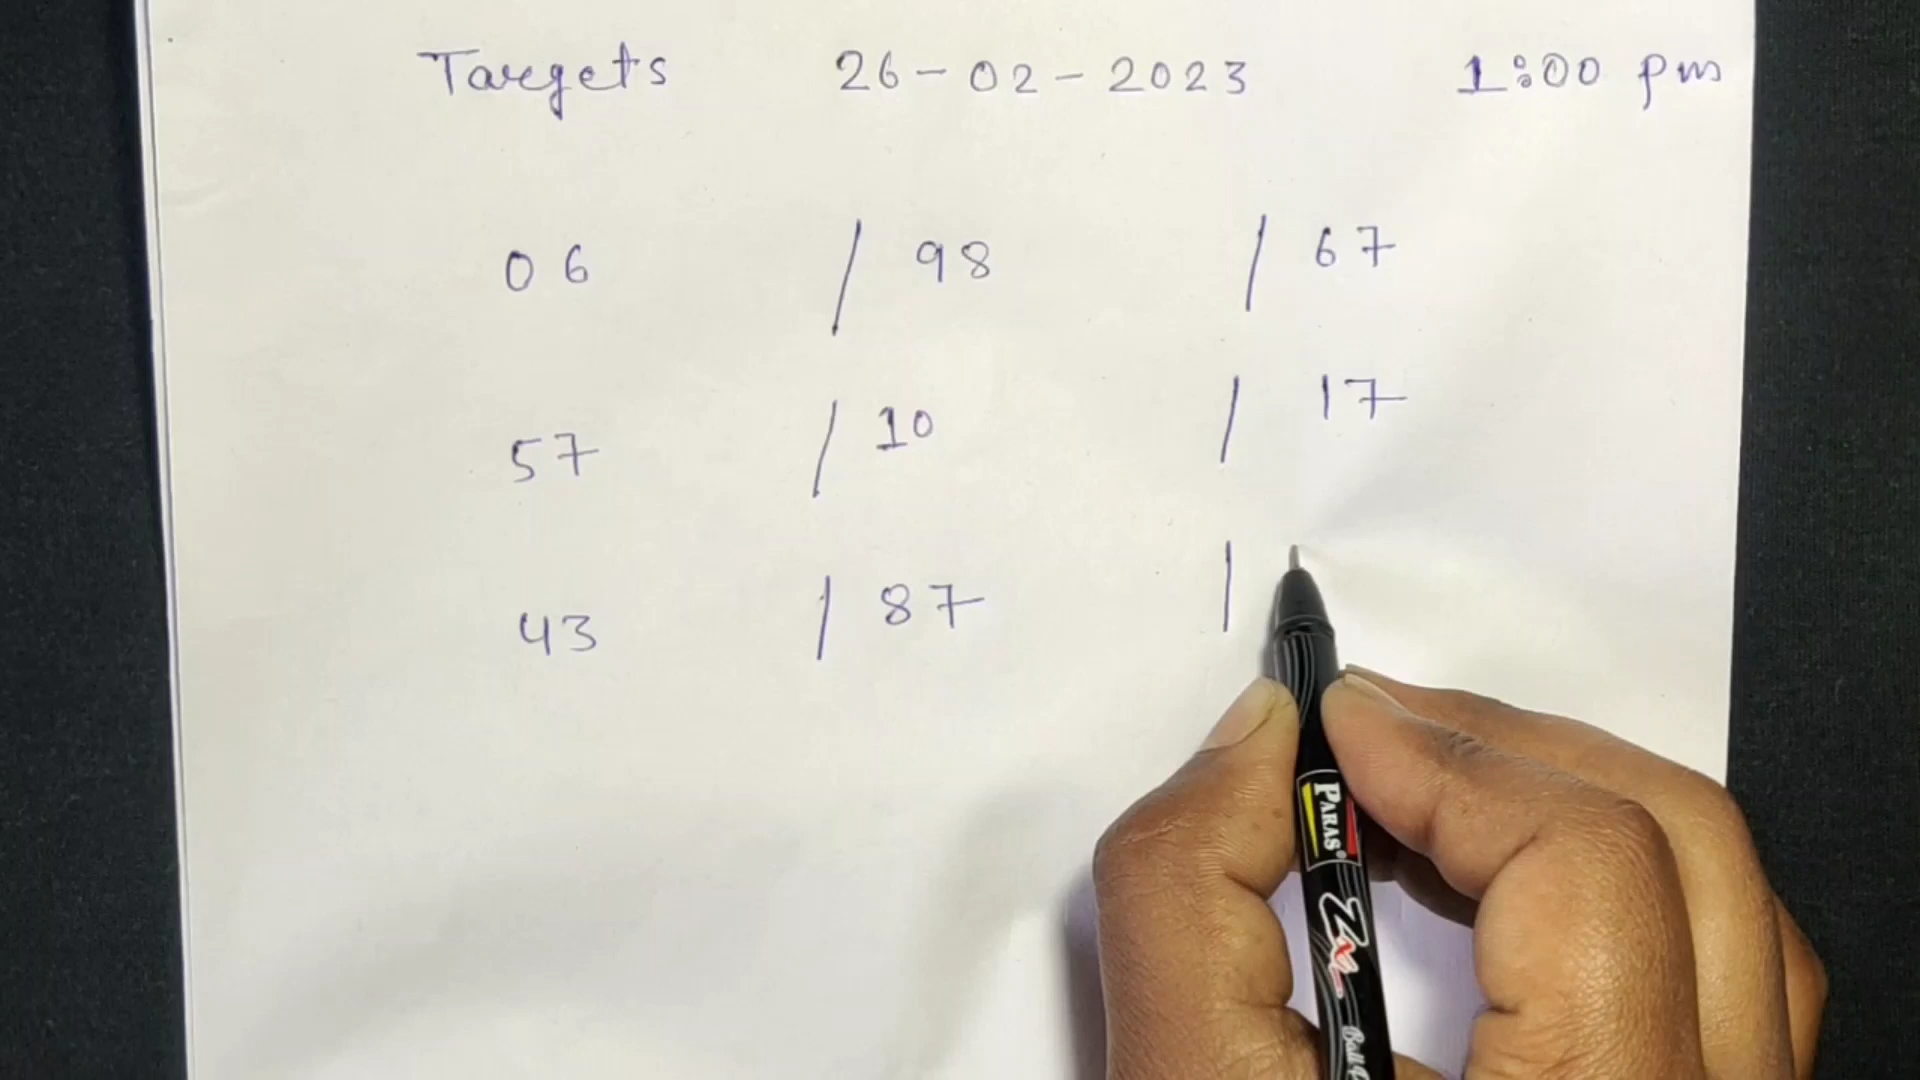 Targets 26-02-2023 1:00 pm
06 / 98 / 67
57 / 10 / 17
43 / 87 /
PARAS®